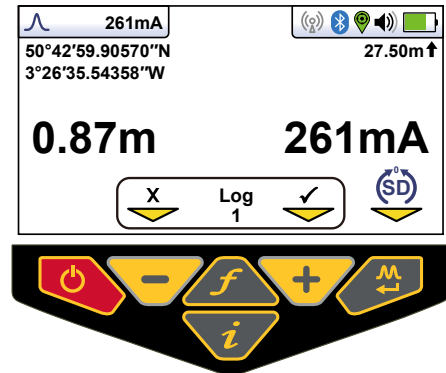 261mA
50°42'59.90570"N
27.50m
3°26'35.54358"W
0.87m
261mA
0
SD
X
Log
✓
1
f
i